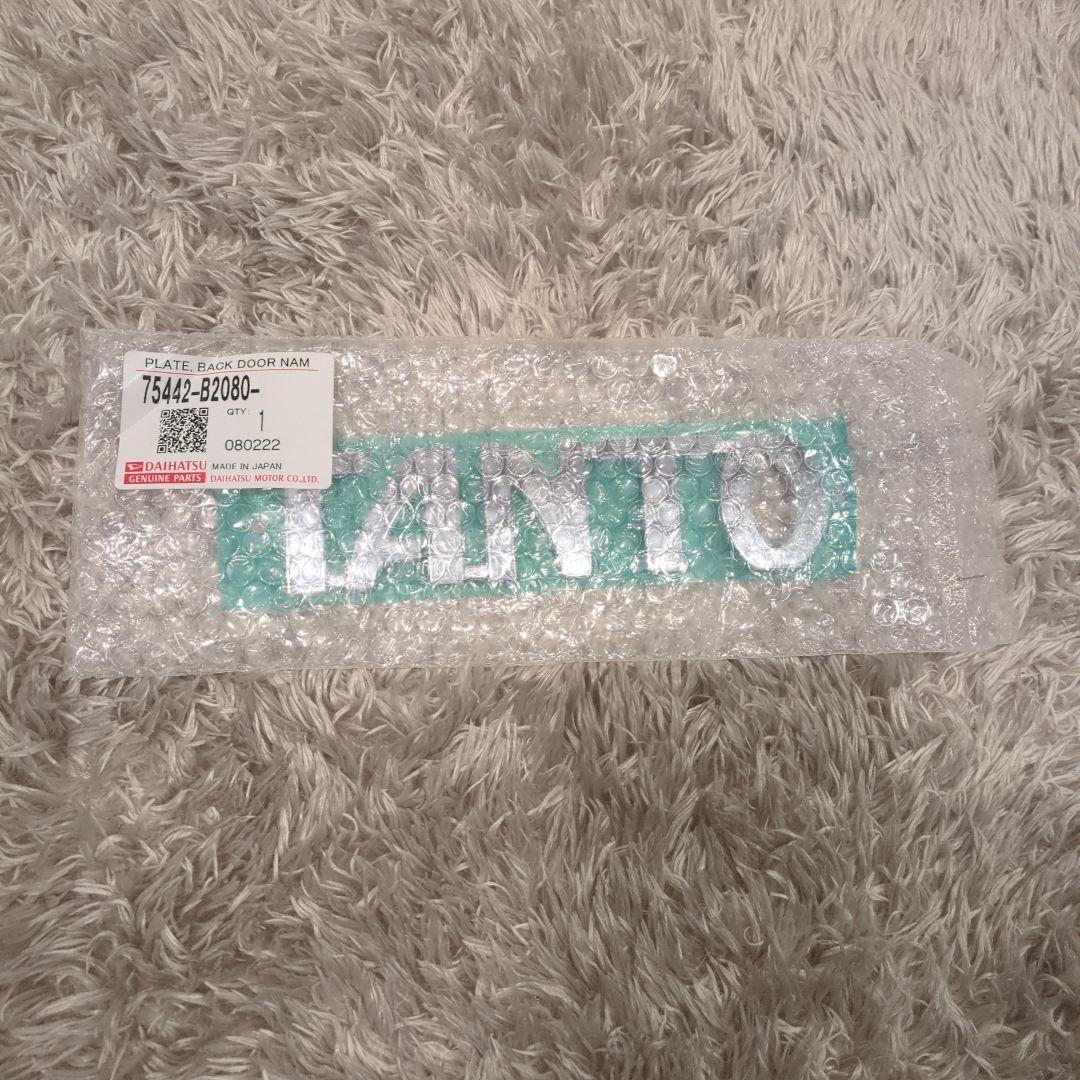 PLATE, BACK DOOR NAM
75442-B2080-
QTY: 1
080222
DAIHATSU MADE IN JAPAN
GENUINE PARTS DAIHATSU MOTOR CO.,LTD.
TANTO